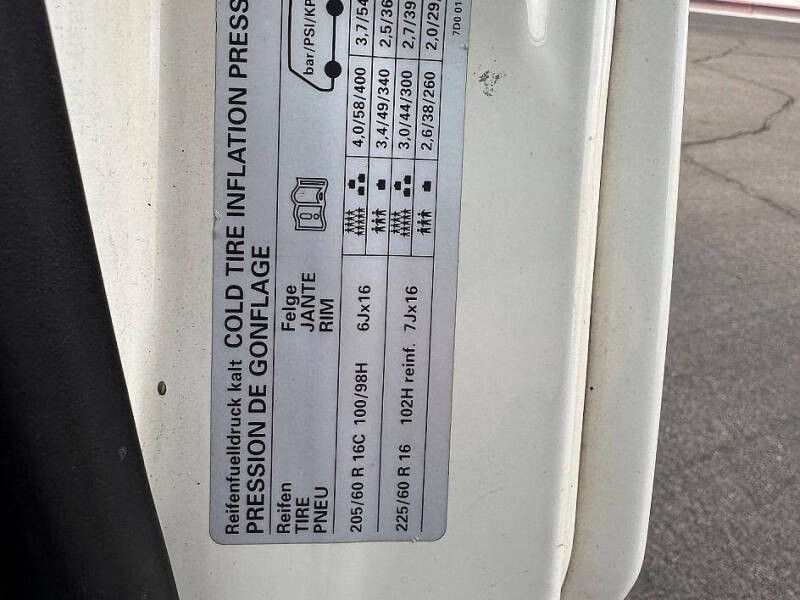 Reifenfuelldruck kalt COLD TIRE INFLATION PRESS
PRESSION DE GONFLAGE
Reifen Felge
TIRE JANTE
PNEU RIM bar/PSI/KP
205/60 R 16C 100/98H 6Jx16 4,0/58/400 3,7/54
3,4/49/340 2,5/36
225/60 R 16 102H reinf. 7Jx16 3,0/44/300 2,7/39
2,6/38/260 2,0/29/
7D0 01